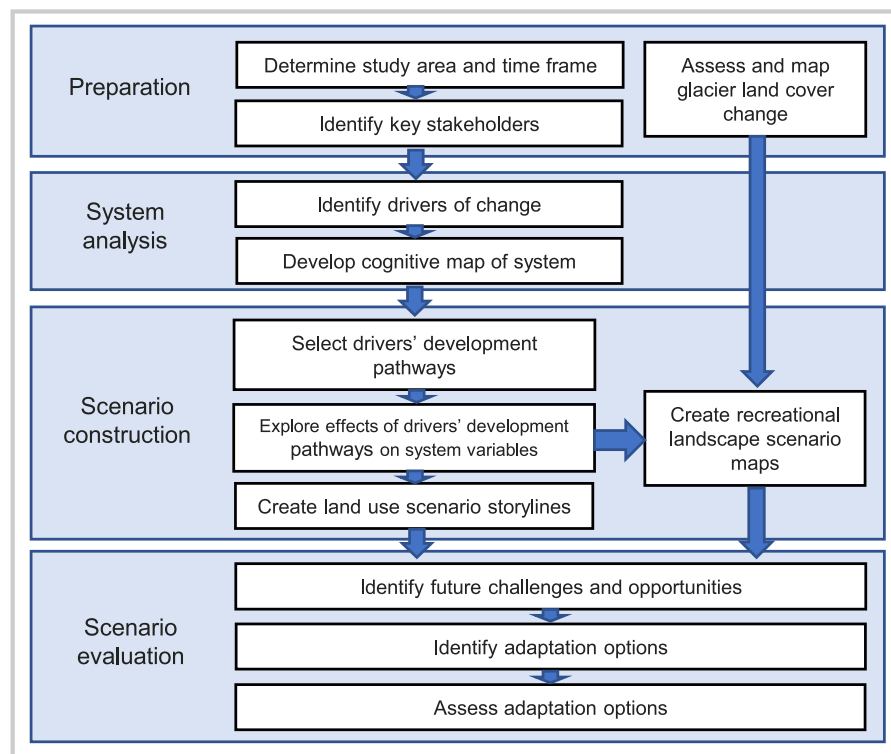 Preparation
Determine study area and time frame
Identify key stakeholders
Assess and map
glacier land cover
change
System
analysis
Identify drivers of change
Develop cognitive map of system
Scenario
construction
Select drivers’ development
pathways
Explore effects of drivers’ development
pathways on system variables
Create land use scenario storylines
Create recreational
landscape scenario
maps
Scenario
evaluation
Identify future challenges and opportunities
Identify adaptation options
Assess adaptation options